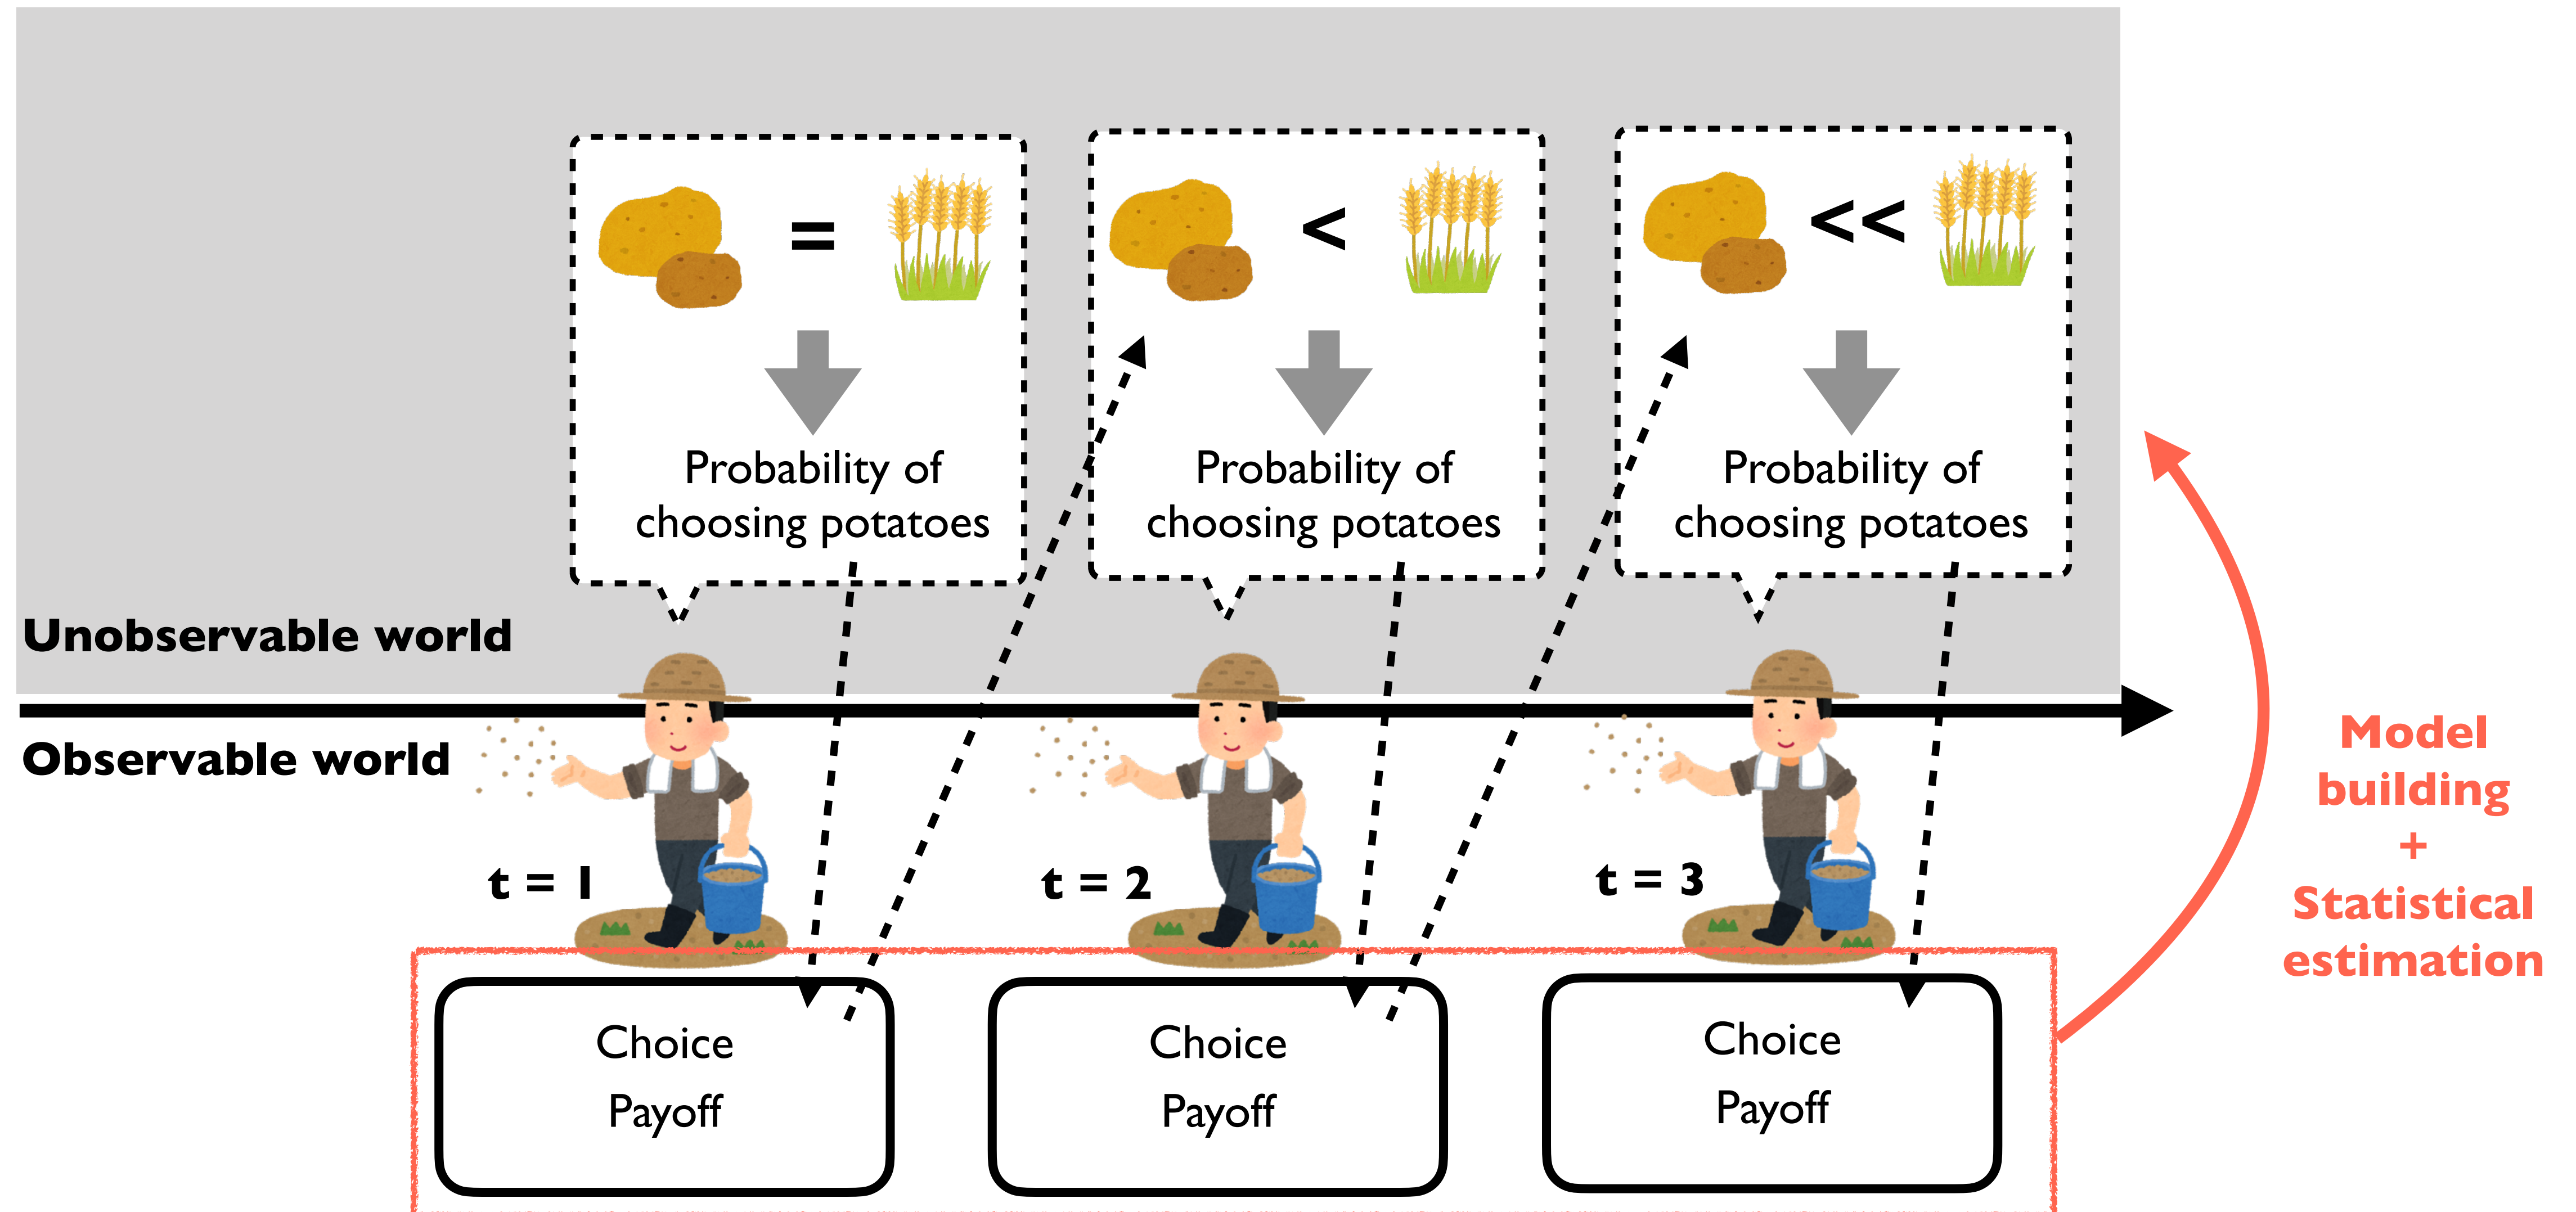 =
<
<<
Probability of
choosing potatoes
Probability of
choosing potatoes
Probability of
choosing potatoes
Unobservable world
Observable world
t = 1
t = 2
t = 3
Choice
Payoff
Choice
Payoff
Choice
Payoff
Model
building
+
Statistical
estimation